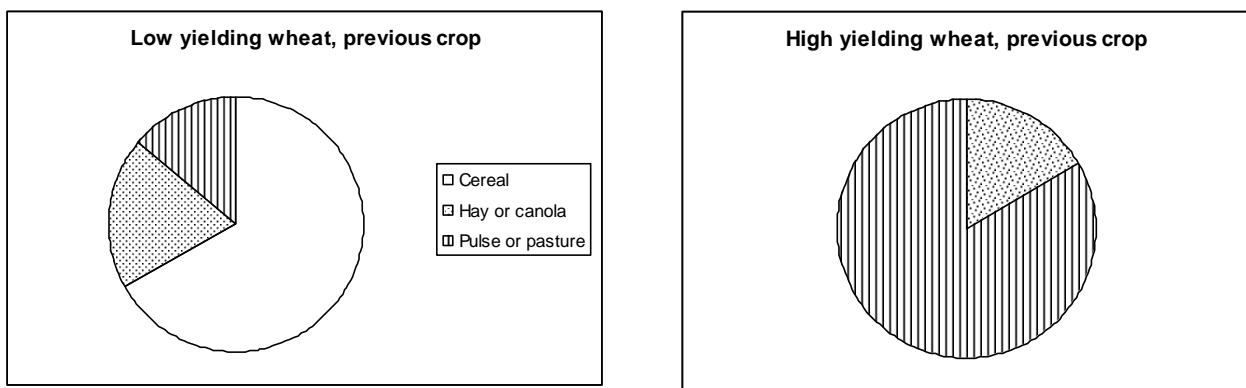 Low yielding wheat, previous crop
Cereal
Hay or canola
Pulse or pasture
High yielding wheat, previous crop